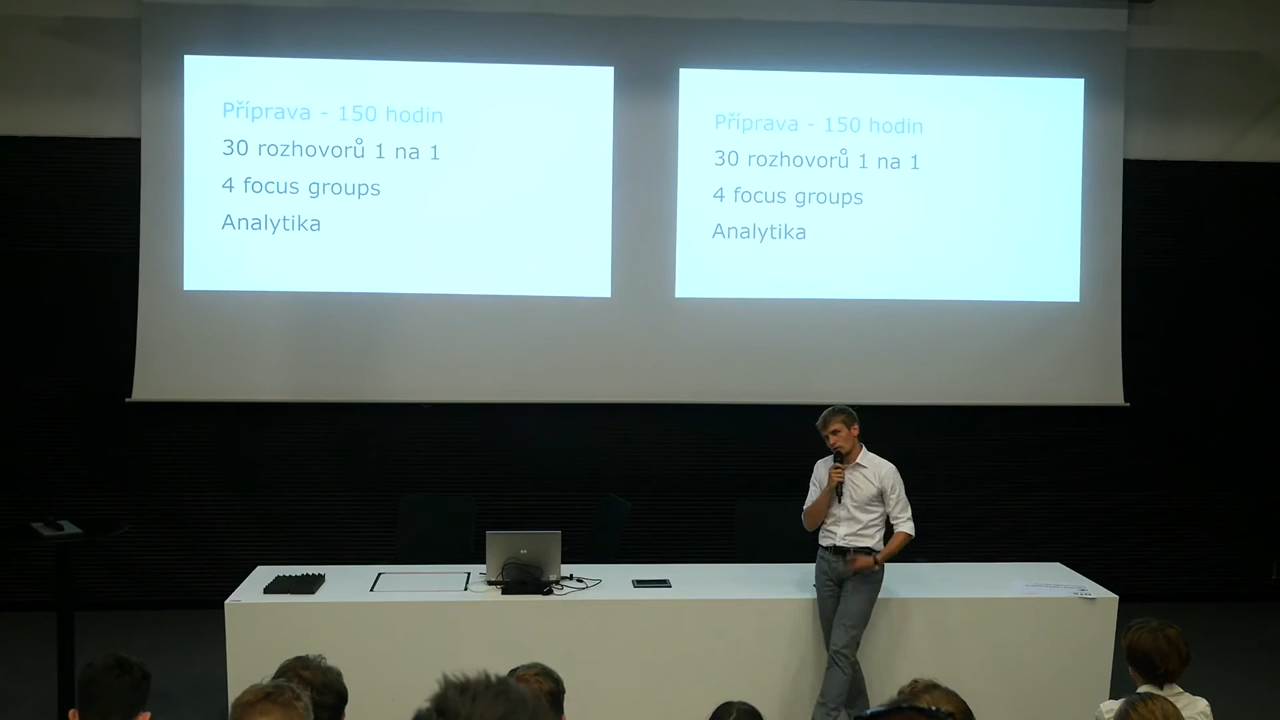 Příprava - 150 hodin
30 rozhovorů 1 na 1
4 focus groups
Analytika
Příprava - 150 hodin
30 rozhovorů 1 na 1
4 focus groups
Analytika